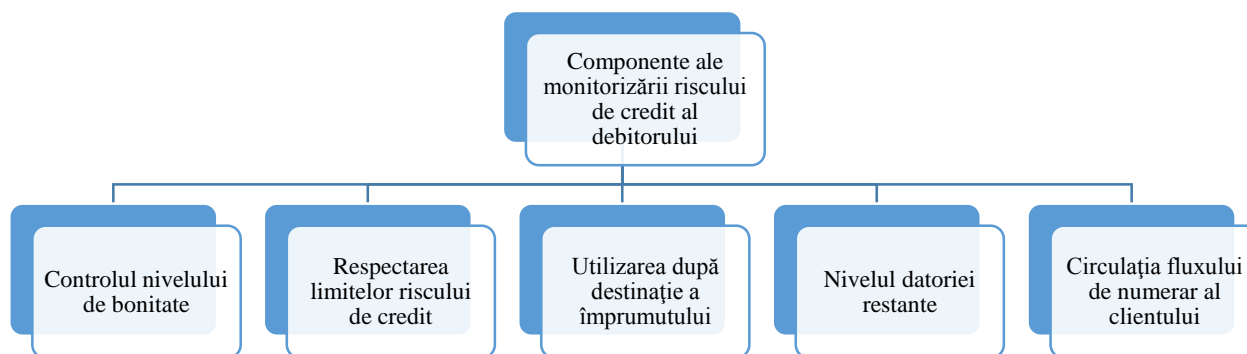 Componente ale
monitorizării riscului
de credit al
debitorului
Controlul nivelului
de bonitate
Respectarea
limitelor riscului
de credit
Utilizarea după
destinaţie a
împrumutului
Nivelul datoriei
restante
Circulaţia fluxului
de numerar al
clientului